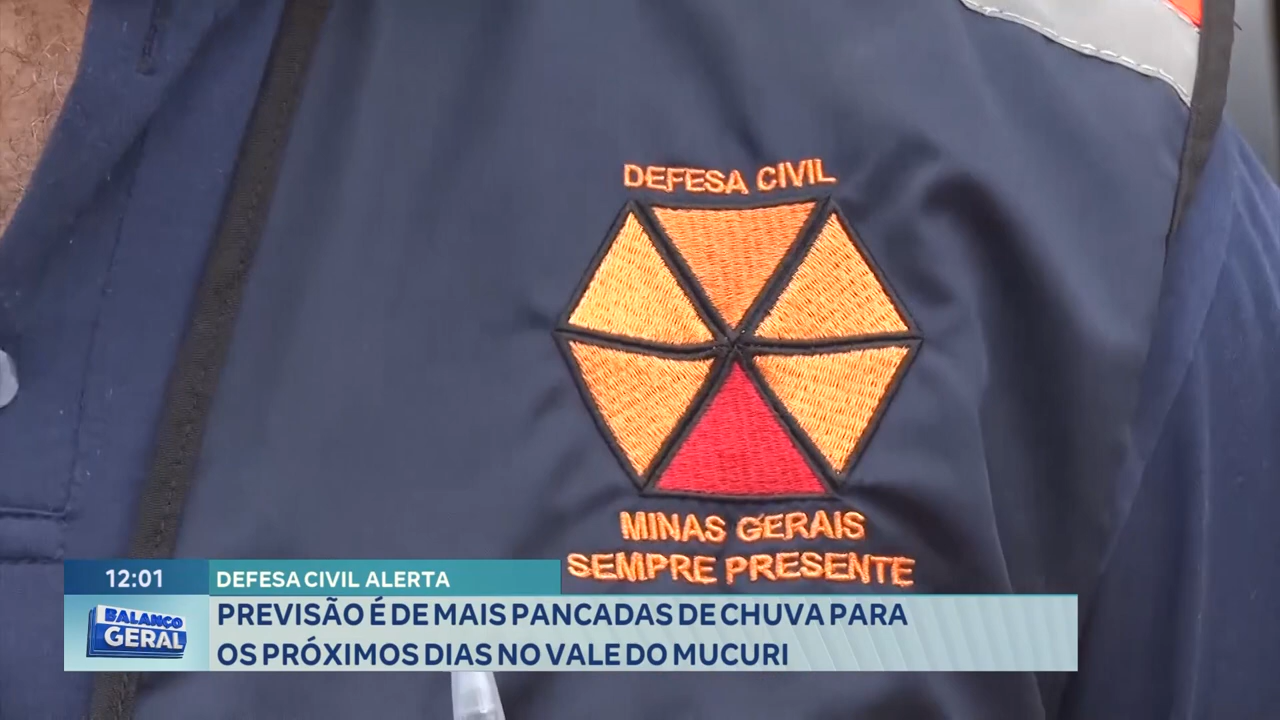 DEFESA CIVIL
MINAS GERAIS
SEMPRE PRESENTE
12:01
DEFESA CIVIL ALERTA
BALANÇO
GERAL
PREVISÃO É DE MAIS PANCADAS DE CHUVA PARA
OS PRÓXIMOS DIAS NO VALE DO MUCURI